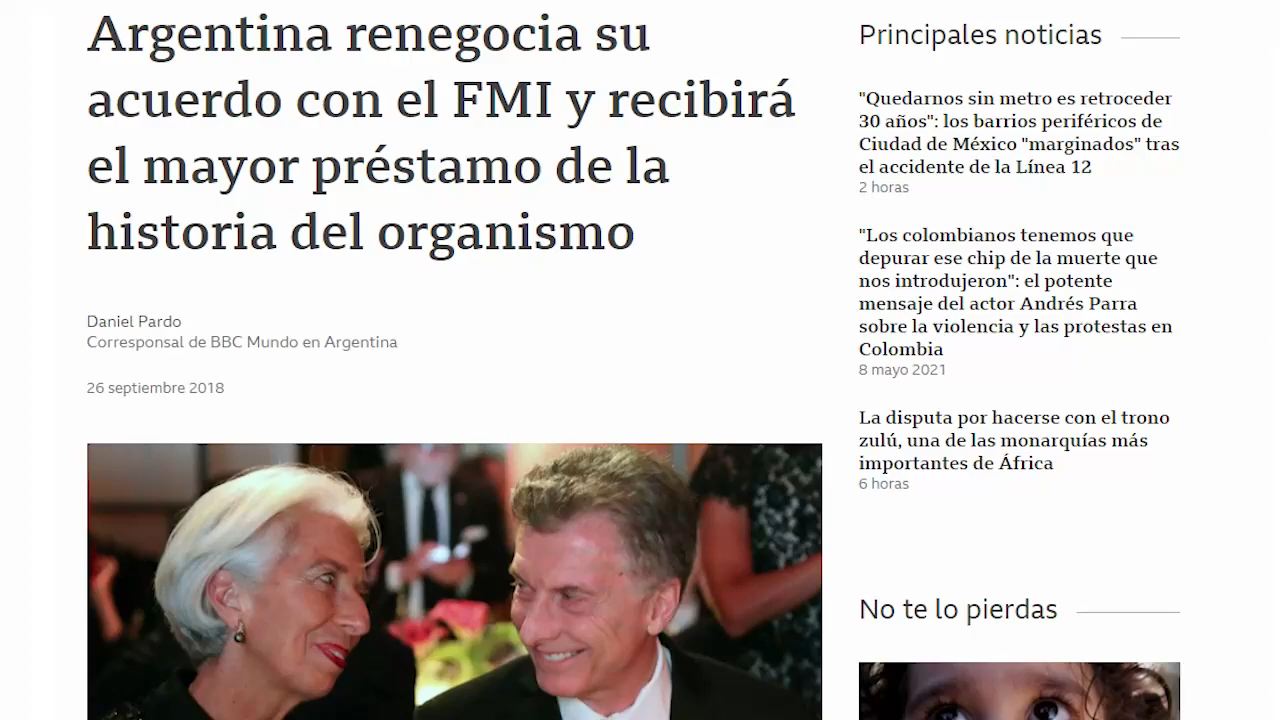 Argentina renegocia su
acuerdo con el FMI y recibirá
el mayor préstamo de la
historia del organismo
Daniel Pardo
Corresponsal de BBC Mundo en Argentina
26 septiembre 2018
Principales noticias
"Quedarnos sin metro es retroceder
30 años": los barrios periféricos de
Ciudad de México "marginados" tras
el accidente de la Línea 12
2 horas
"Los colombianos tenemos que
depurar ese chip de la muerte que
nos introdujeron": el potente
mensaje del actor Andrés Parra
sobre la violencia y las protestas en
Colombia
8 mayo 2021
La disputa por hacerse con el trono
zulú, una de las monarquías más
importantes de África
6 horas
No te lo pierdas